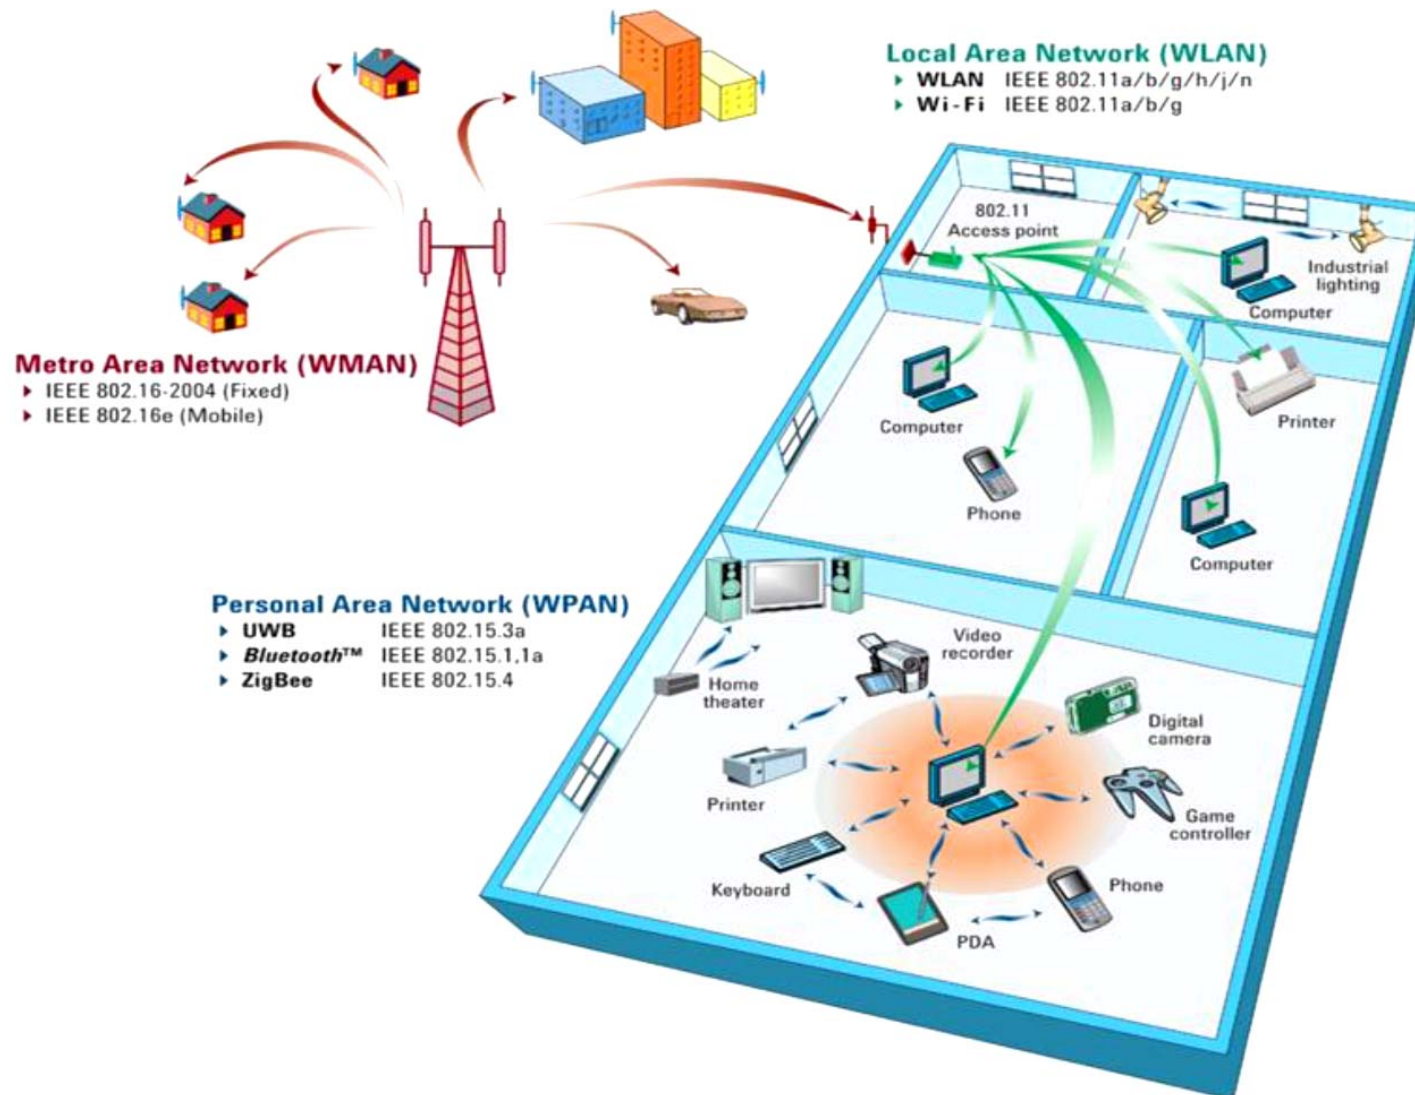 Local Area Network (WLAN)
WLAN IEEE 802.11a/b/g/h/j/n
Wi-Fi IEEE 802.11a/b/g
802.11
Access point
Industrial
lighting
Computer
Metro Area Network (WMAN)
IEEE 802.16-2004 (Fixed)
IEEE 802.16e (Mobile)
Computer
Printer
Phone
Computer
Personal Area Network (WPAN)
UWB IEEE 802.15.3a
Bluetooth™ IEEE 802.15.1,1a
ZigBee IEEE 802.15.4
Video
recorder
Home
theater
Digital
camera
Printer
Game
controller
Keyboard
Phone
PDA